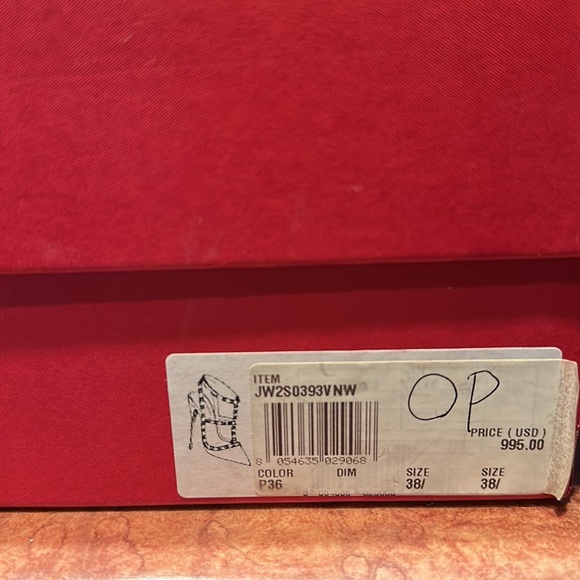 ITEM
JW2S0393VNW
OP
PRICE ( USD )
995.00
8 054635 029068
COLOR DIM SIZE SIZE
P36 38/ 38/